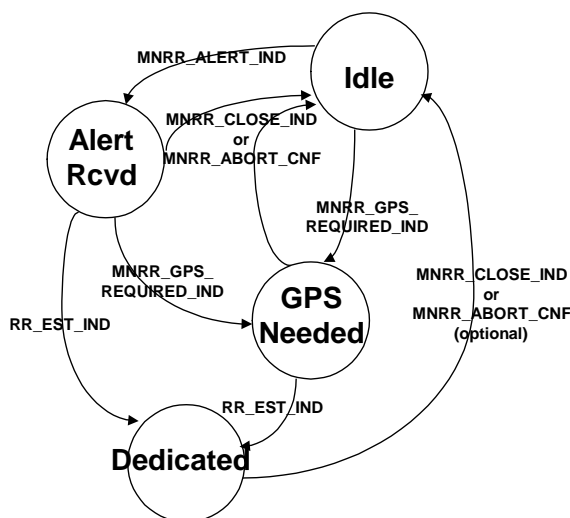 MNRR_ALERT_IND
Idle
MNRR_CLOSE_IND
or
MNRR_ABORT_CNF
Alert
Rcvd
MNRR_GPS_
REQUIRED_IND
MNRR_GPS_
REQUIRED_IND
MNRR_CLOSE_IND
or
MNRR_ABORT_CNF
(optional)
GPS
Needed
RR_EST_IND
RR_EST_IND
Dedicated